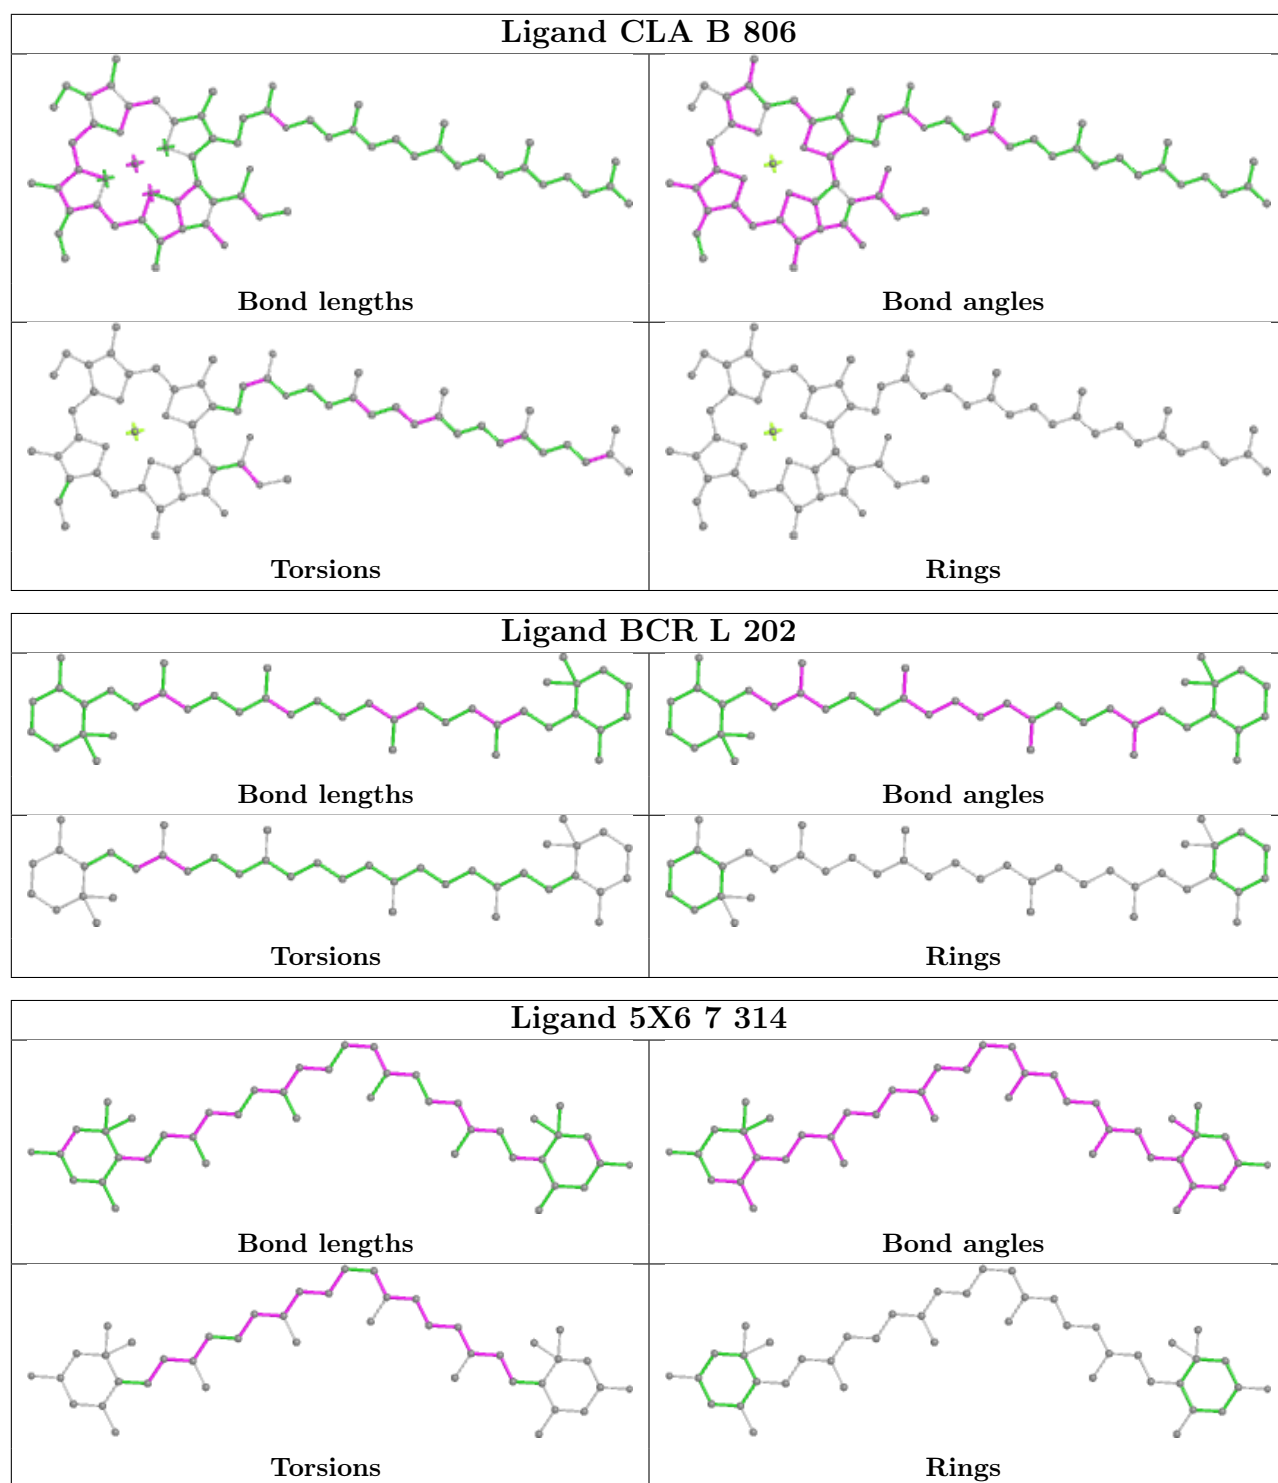 Ligand CLA B 806
Bond lengths
Bond angles
Torsions
Rings
Ligand BCR L 202
Bond lengths
Bond angles
Torsions
Rings
Ligand 5X6 7 314
Bond lengths
Bond angles
Torsions
Rings